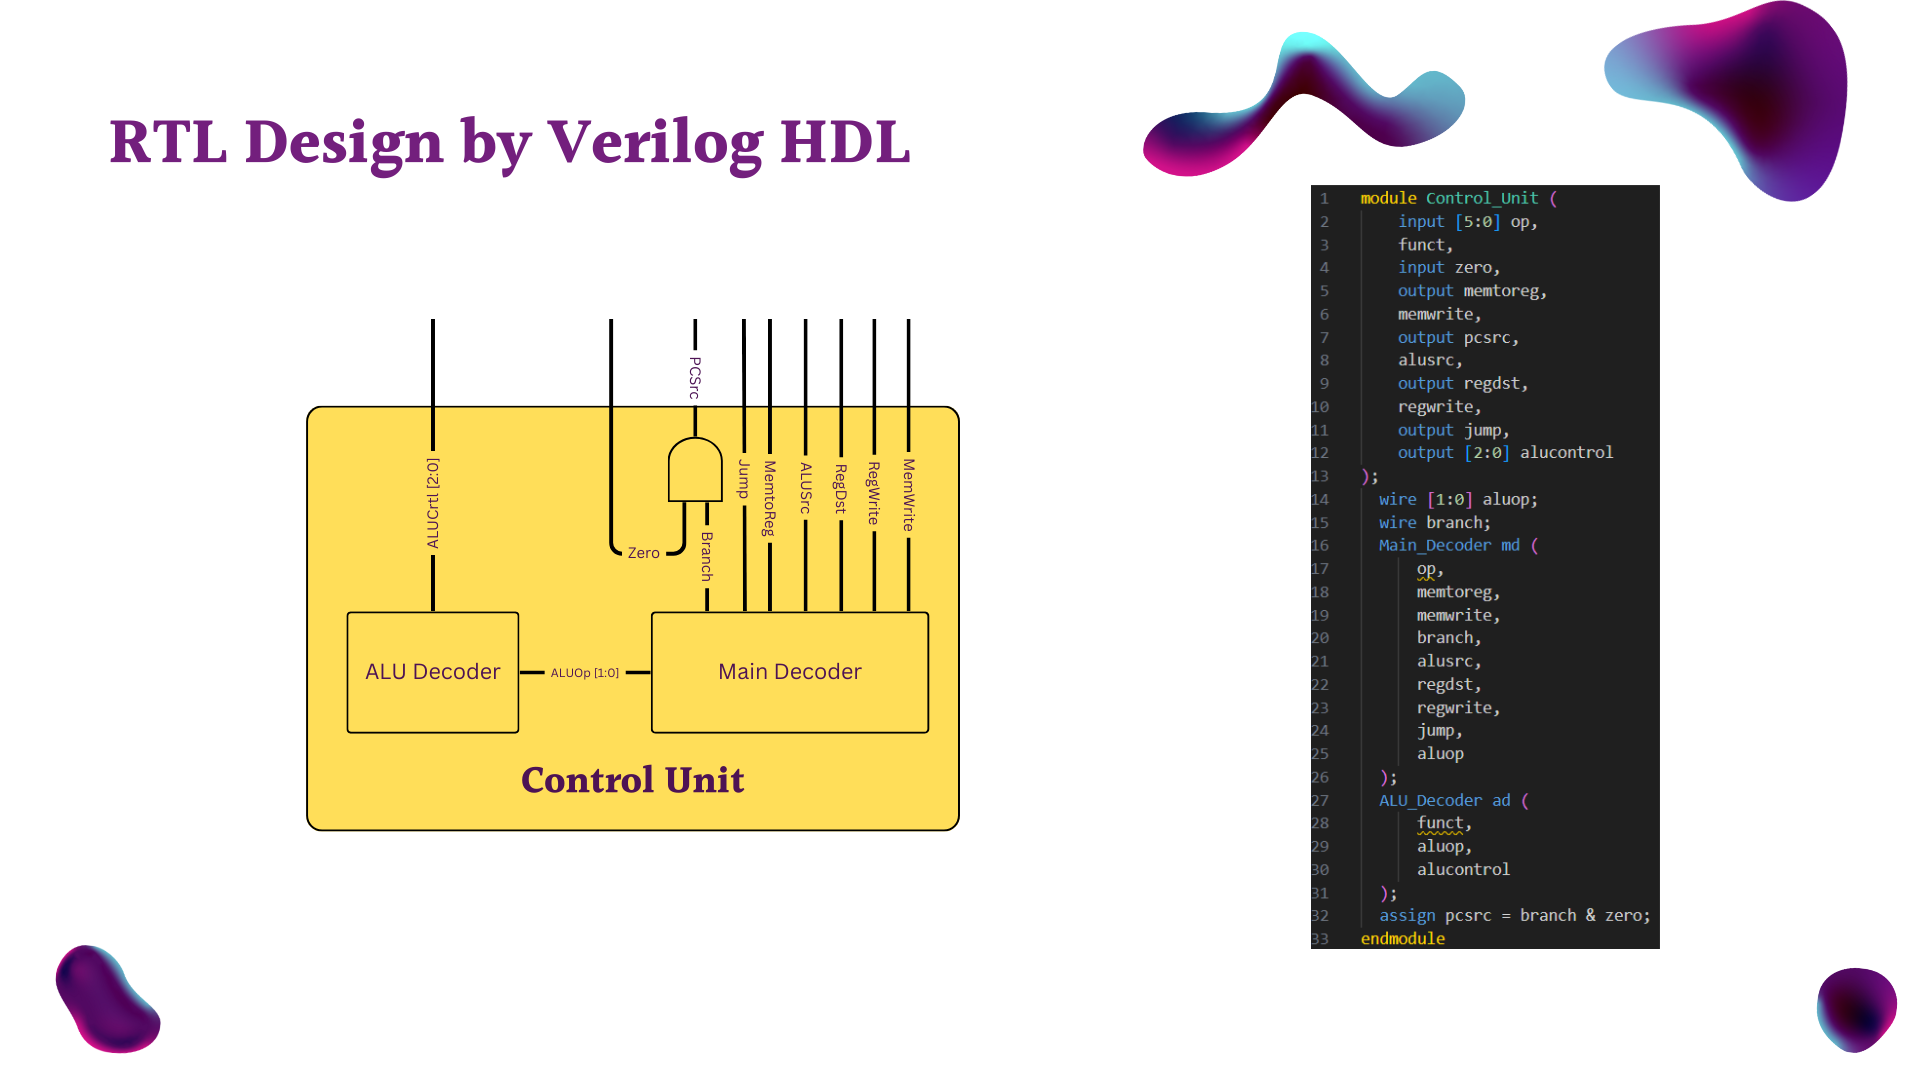 RTL Design by Verilog HDL
PCSrc
ALUCtrl [2:0]
Jump
MemtoReg
ALUSrc
RegDst
RegWrite
MemWrite
Zero
Branch
ALU Decoder
ALUOp [1:0]
Main Decoder
Control Unit
1 module Control_Unit (
2 input [5:0] op,
3 funct,
4 input zero,
5 output memtoreg,
6 memwrite,
7 output pcsrc,
8 alusrc,
9 output regdst,
10 regwrite,
11 output jump,
12 output [2:0] alucontrol
13 );
14 wire [1:0] aluop;
15 wire branch;
16 Main_Decoder md (
17 op,
18 memtoreg,
19 memwrite,
20 branch,
21 alusrc,
22 regdst,
23 regwrite,
24 jump,
25 aluop
26 );
27 ALU_Decoder ad (
28 funct,
29 aluop,
30 alucontrol
31 );
32 assign pcsrc = branch & zero;
33 endmodule